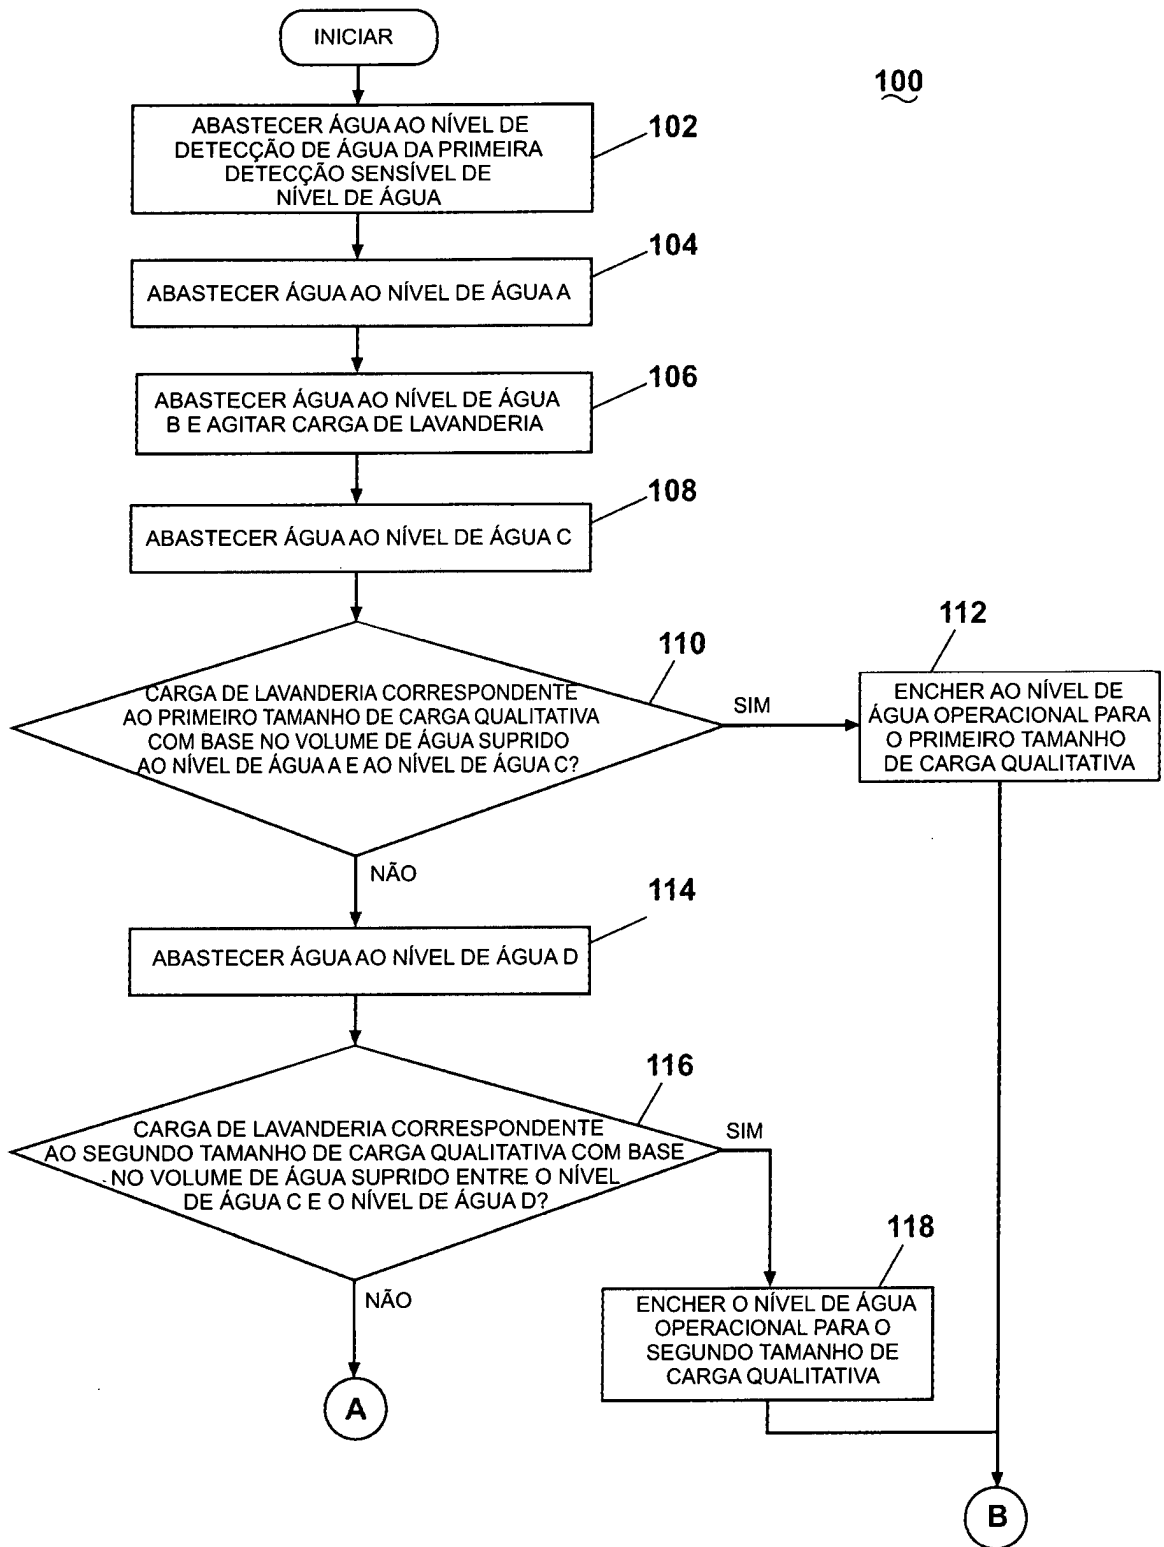 INICIAR
100
ABASTECER ÁGUA AO NÍVEL DE
DETECÇÃO DE ÁGUA DA PRIMEIRA
DETECÇÃO SENSÍVEL DE
NÍVEL DE ÁGUA
102
ABASTECER ÁGUA AO NÍVEL DE ÁGUA A
104
ABASTECER ÁGUA AO NÍVEL DE ÁGUA
B E AGITAR CARGA DE LAVANDERIA
106
ABASTECER ÁGUA AO NÍVEL DE ÁGUA C
108
CARGA DE LAVANDERIA CORRESPONDENTE
AO PRIMEIRO TAMANHO DE CARGA QUALITATIVA
COM BASE NO VOLUME DE ÁGUA SUPRIDO
AO NÍVEL DE ÁGUA A E AO NÍVEL DE ÁGUA C?
110
SIM
112
ENCHER AO NÍVEL DE
ÁGUA OPERACIONAL PARA
O PRIMEIRO TAMANHO
DE CARGA QUALITATIVA
NÃO
114
ABASTECER ÁGUA AO NÍVEL DE ÁGUA D
116
CARGA DE LAVANDERIA CORRESPONDENTE
AO SEGUNDO TAMANHO DE CARGA QUALITATIVA COM BASE
NO VOLUME DE ÁGUA SUPRIDO ENTRE O NÍVEL
DE ÁGUA C E O NÍVEL DE ÁGUA D?
SIM
118
ENCHER O NÍVEL DE ÁGUA
OPERACIONAL PARA O
SEGUNDO TAMANHO DE
CARGA QUALITATIVA
NÃO
A
B